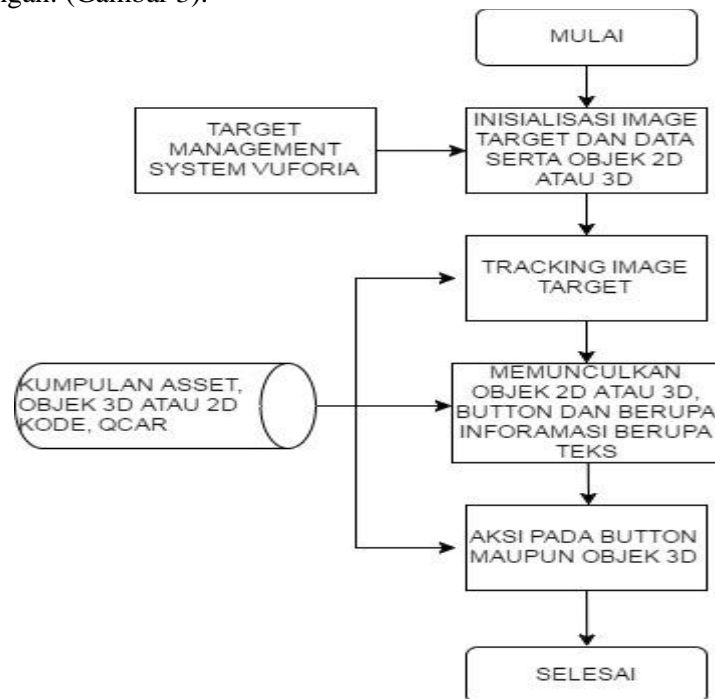 (Gambar 3).
MULAI
TARGET
MANAGEMENT
SYSTEM VUFORIA
INISIALISASI IMAGE
TARGET DAN DATA
SERTA OBJEK 2D
ATAU 3D
TRACKING IMAGE
TARGET
KUMPULAN ASSET,
OBJEK 3D ATAU 2D
KODE, QCAR
MEMUNCULKAN
OBJEK 2D ATAU 3D,
BUTTON DAN BERUPA
INFORAMASI BERUPA
TEKS
AKSI PADA BUTTON
MAUPUN OBJEK 3D
SELESAI